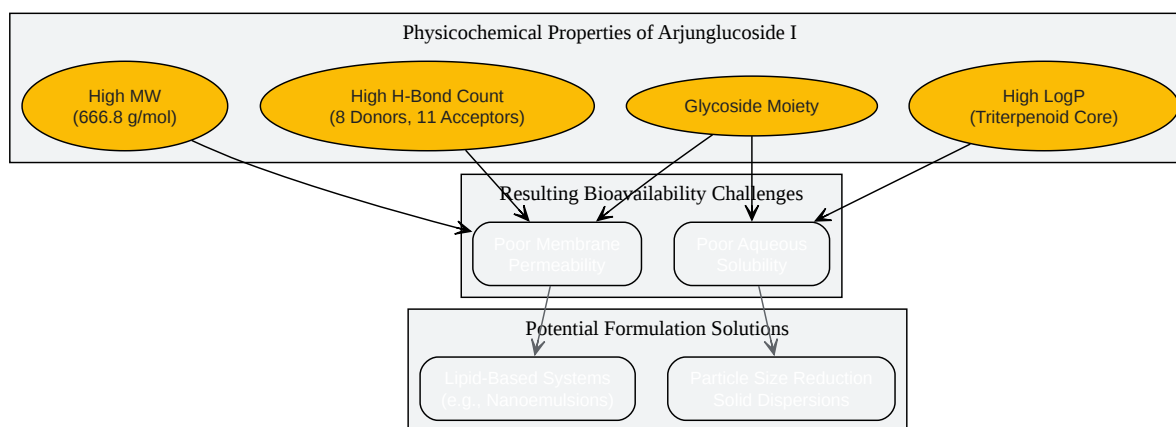 Physicochemical Properties of Arjunglucoside I
High MW
(666.8 g/mol)
High H-Bond Count
(8 Donors, 11 Acceptors)
Glycoside Moiety
High LogP
(Triterpenoid Core)
Resulting Bioavailability Challenges
Poor Membrane
Permeability
Poor Aqueous
Solubility
Potential Formulation Solutions
Lipid-Based Systems
(e.g., Nanoemulsions)
Particle Size Reduction
Solid Dispersions